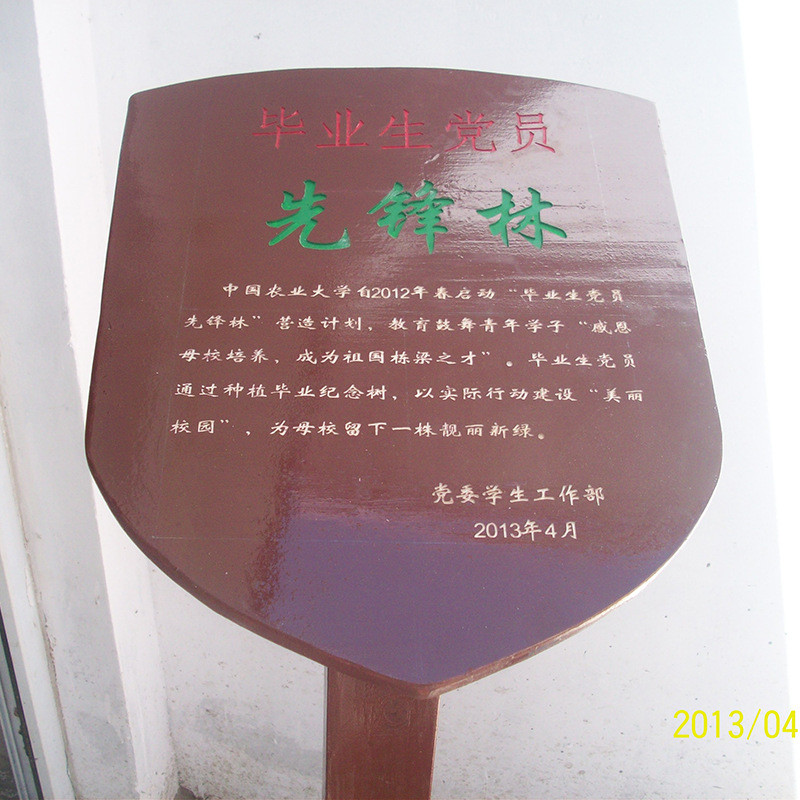 毕业生党员
先锋林
中国农业大学自2012年春启动“毕业生党员
先锋林”营造计划，教育鼓舞青年学子“感恩
母校培养，成为祖国栋梁之才”。毕业生党员
通过种植毕业纪念树，以实际行动建设“美丽
校园”，为母校留下一株靓丽新绿。
党委学生工作部
2013年4月
2013/04